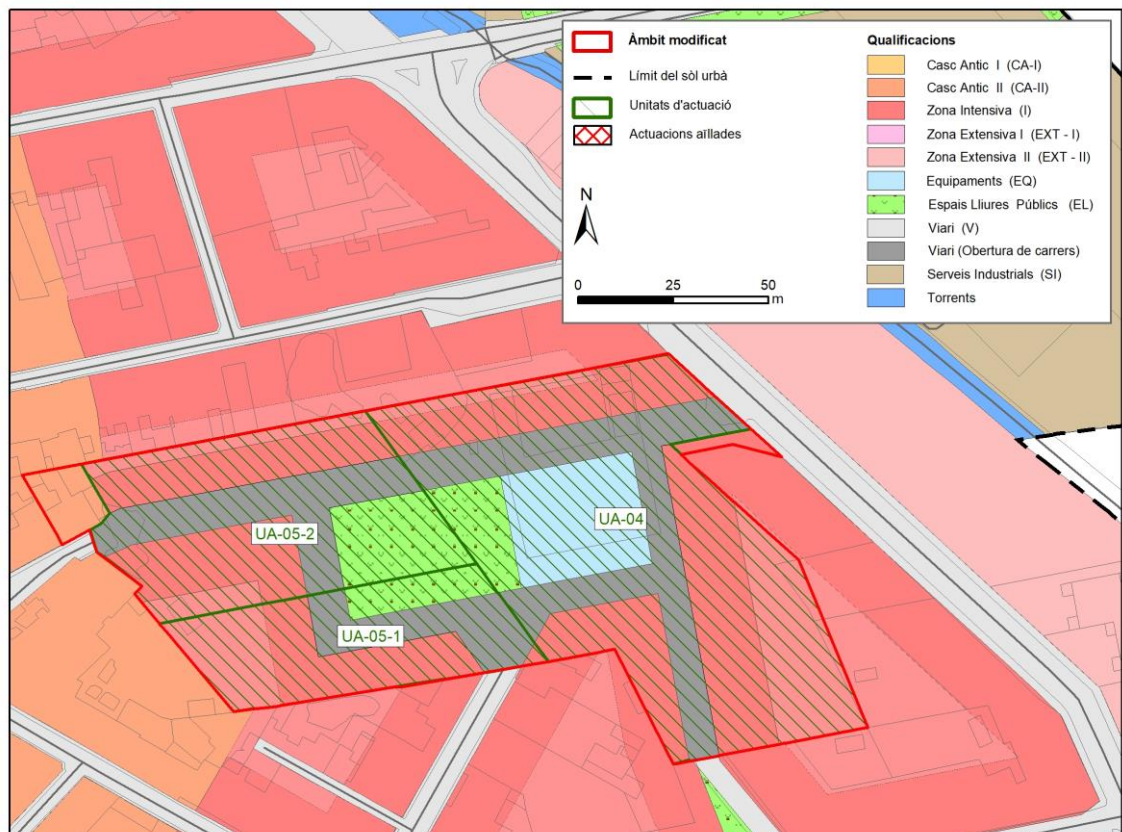 Àmbit modificat
Límit del sòl urbà
Unitats d'actuació
Actuacions aïllades
N
0 25 50
m
Qualificacions
Casc Antic I (CA-I)
Casc Antic II (CA-II)
Zona Intensiva (I)
Zona Extensiva I (EXT - I)
Zona Extensiva II (EXT - II)
Equipaments (EQ)
Espais Lliures Públics (EL)
Viari (V)
Viari (Obertura de carrers)
Serveis Industrials (SI)
Torrents
UA-05-2
UA-04
UA-05-1